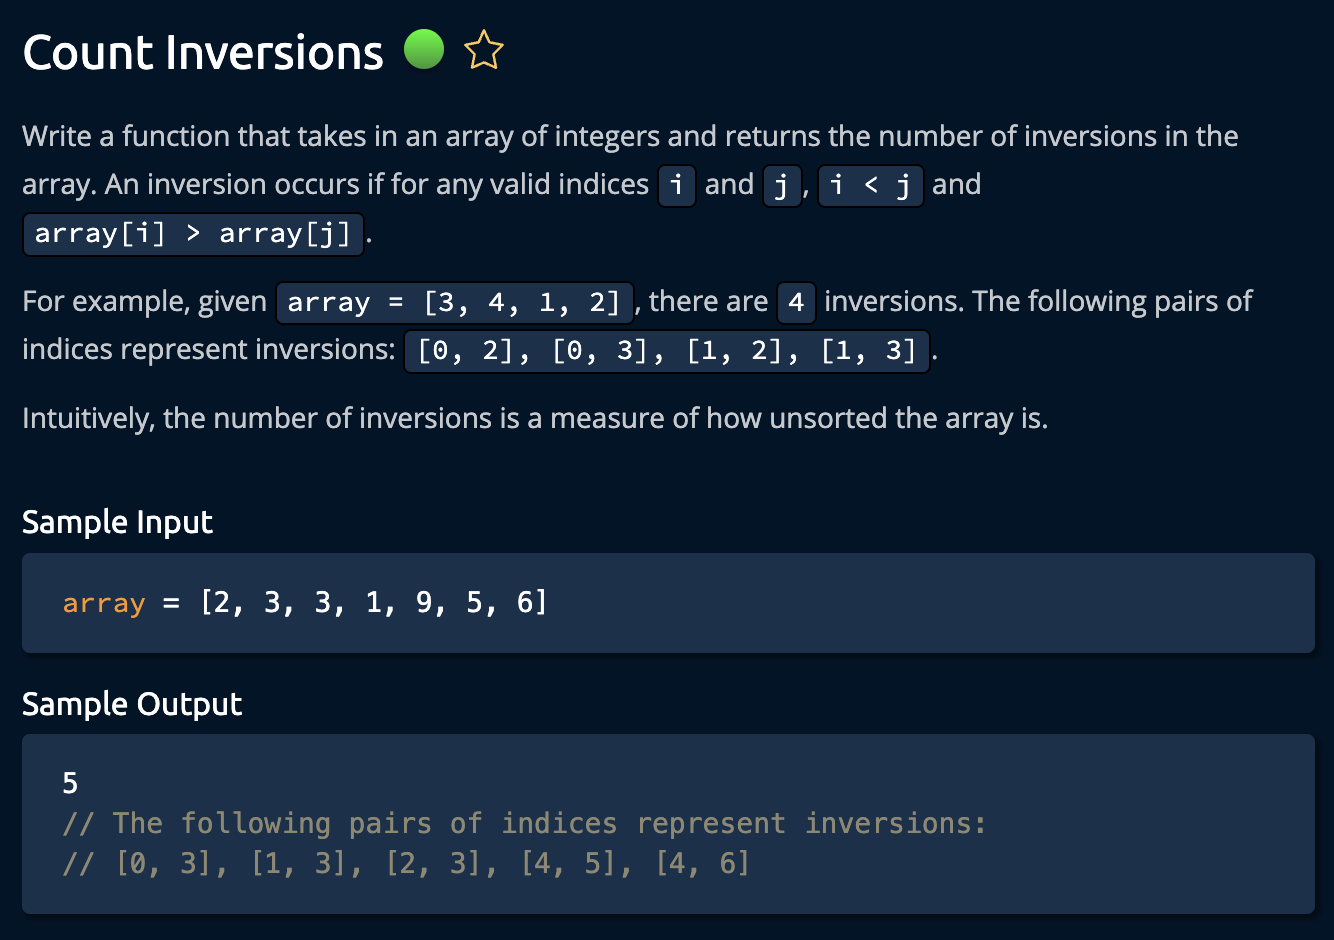 Count Inversions
Write a function that takes in an array of integers and returns the number of inversions in the
array. An inversion occurs if for any valid indices i and j, i < j and
array[i] > array[j].
For example, given array = [3, 4, 1, 2], there are 4 inversions. The following pairs of
indices represent inversions: [0, 2], [0, 3], [1, 2], [1, 3].
Intuitively, the number of inversions is a measure of how unsorted the array is.
Sample Input
array = [2, 3, 3, 1, 9, 5, 6]
Sample Output
5
// The following pairs of indices represent inversions:
// [0, 3], [1, 3], [2, 3], [4, 5], [4, 6]